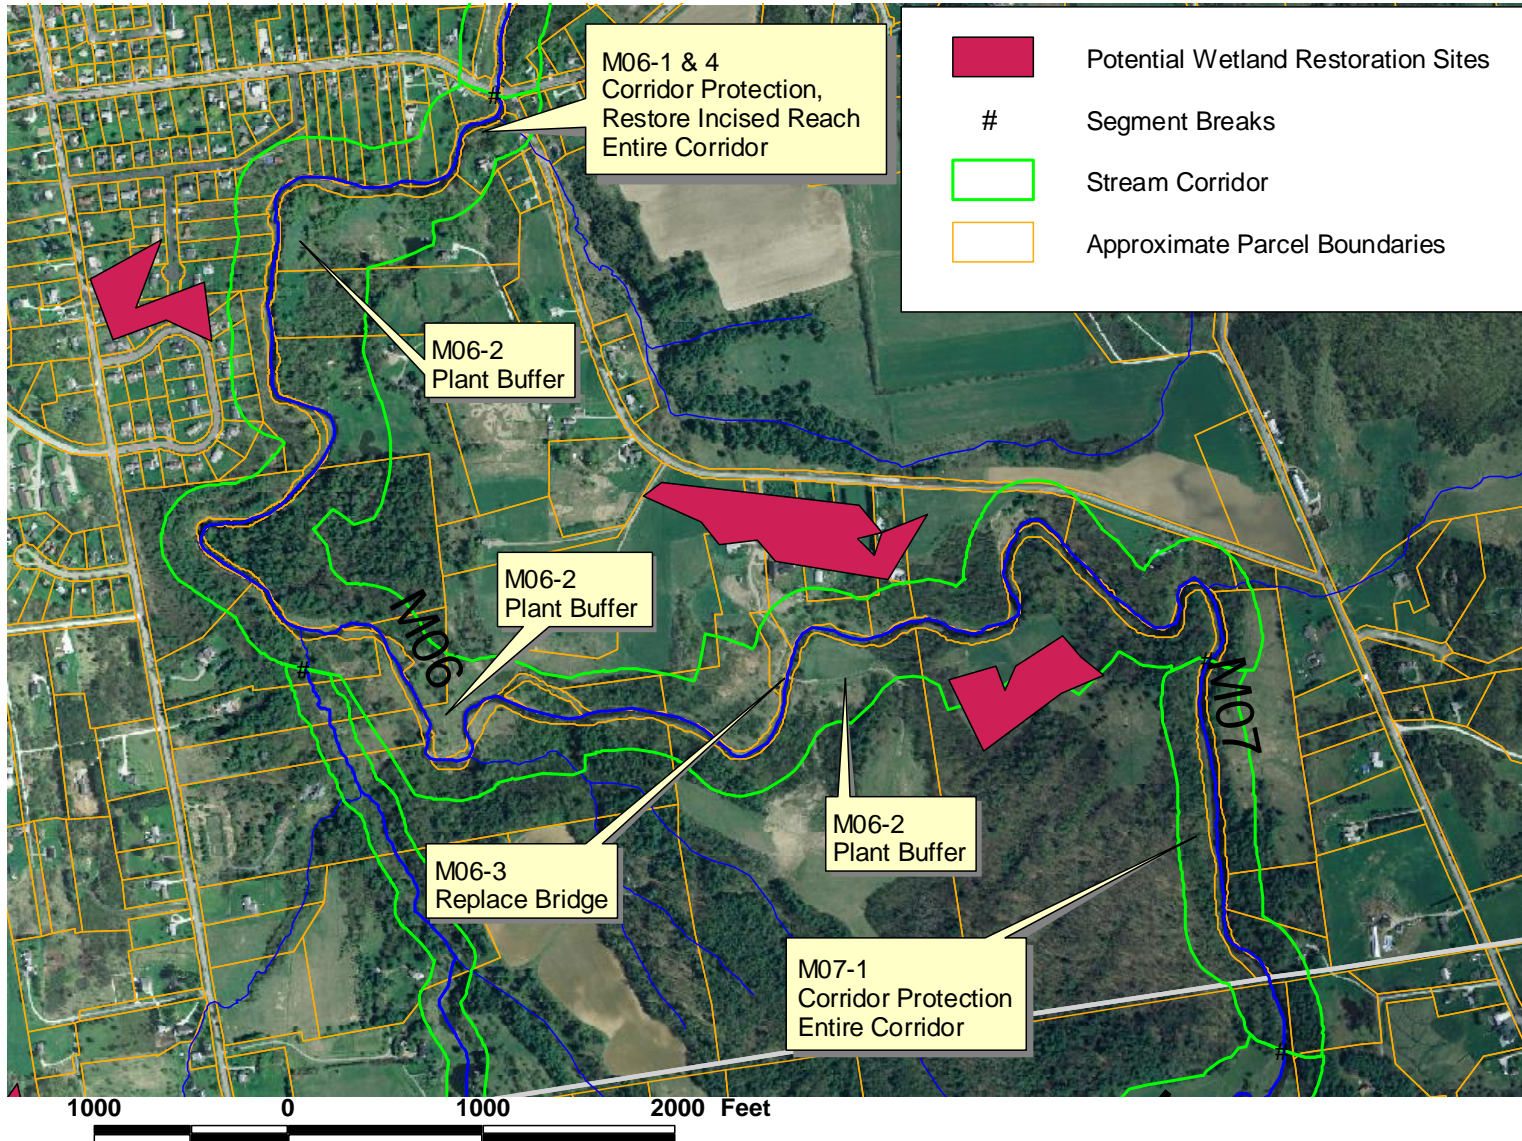 M06-1 & 4
Corridor Protection,
Restore Incised Reach
Entire Corridor
Potential Wetland Restoration Sites
# Segment Breaks
Stream Corridor
Approximate Parcel Boundaries
#
M06-2
Plant Buffer
M06-2
Plant Buffer
M06
#
#
M07
M06-2
Plant Buffer
M06-3
Replace Bridge
M07-1
Corridor Protection
Entire Corridor
#
1000 0 1000 2000 Feet